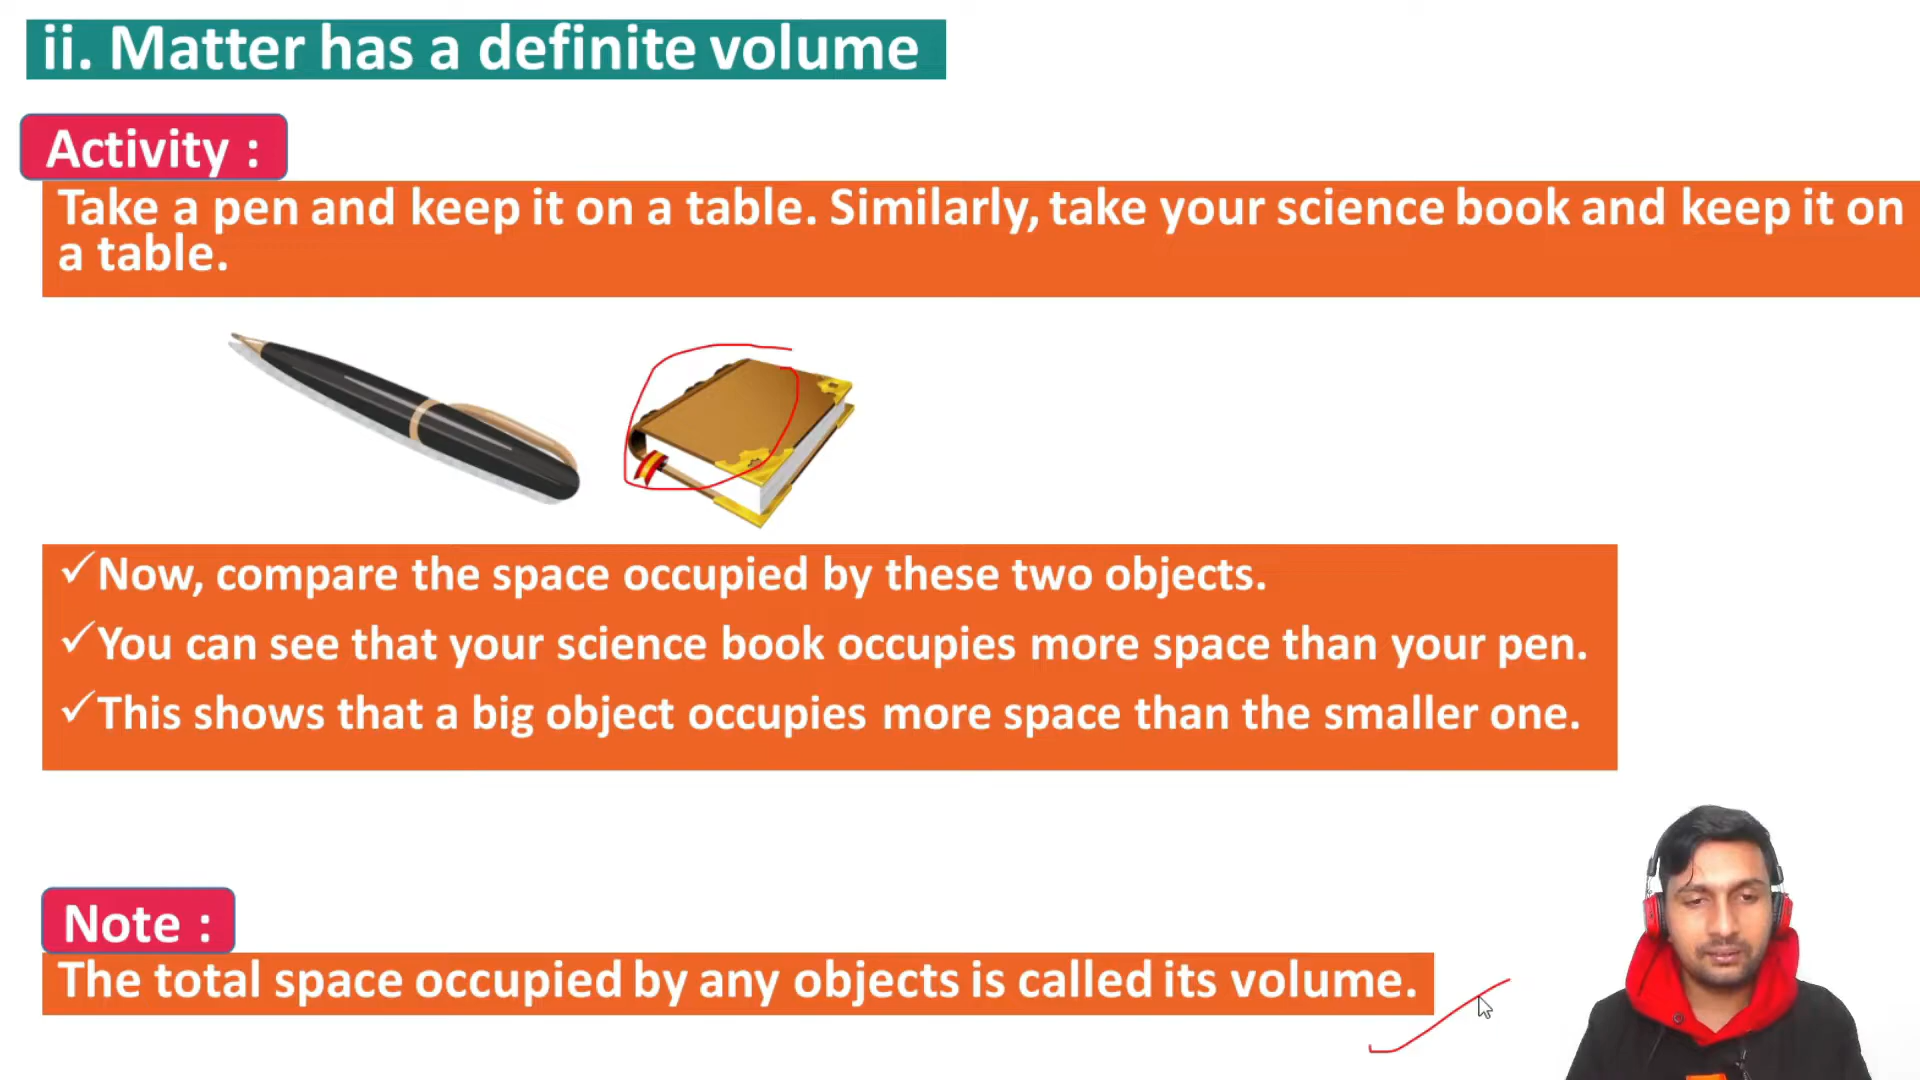 ii. Matter has a definite volume
Activity :
Take a pen and keep it on a table. Similarly, take your science book and keep it on
a table.
✓Now, compare the space occupied by these two objects.
✓You can see that your science book occupies more space than your pen.
✓This shows that a big object occupies more space than the smaller one.
Note :
The total space occupied by any objects is called its volume.